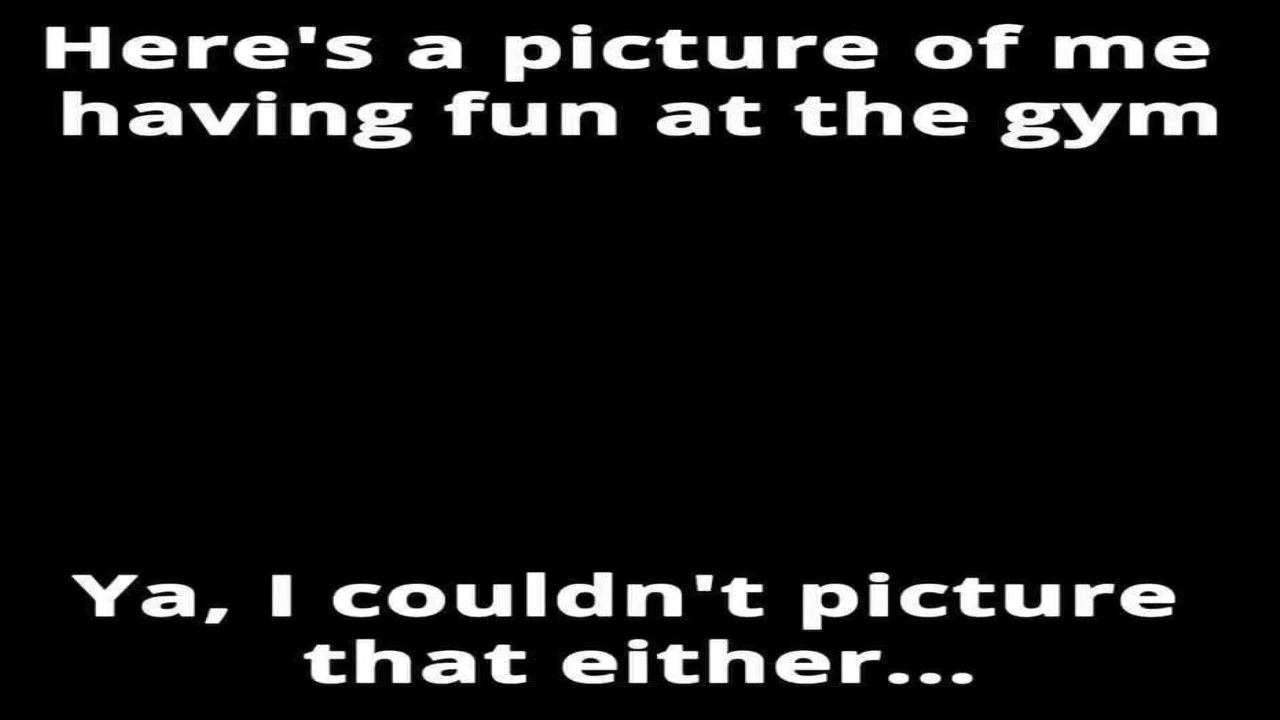 Here's a picture of me
having fun at the gym
Ya, I couldn't picture
that either...